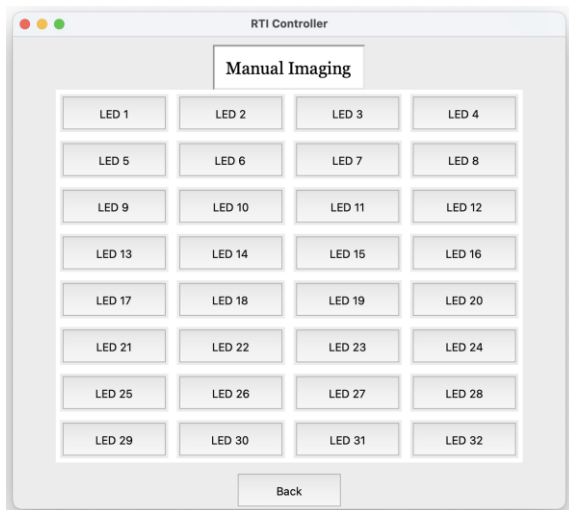 RTI Controller
Manual Imaging
LED 1 LED 2 LED 3 LED 4
LED 5 LED 6 LED 7 LED 8
LED 9 LED 10 LED 11 LED 12
LED 13 LED 14 LED 15 LED 16
LED 17 LED 18 LED 19 LED 20
LED 21 LED 22 LED 23 LED 24
LED 25 LED 26 LED 27 LED 28
LED 29 LED 30 LED 31 LED 32
Back